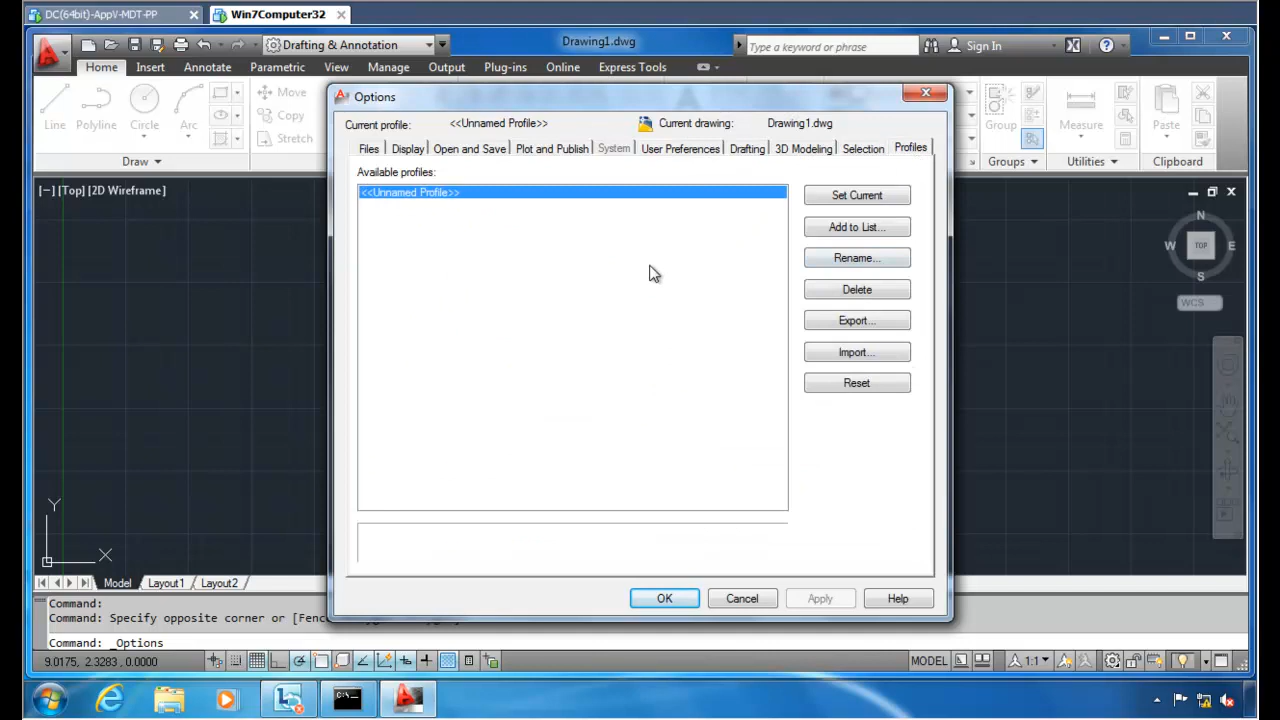 DC(64bit)-AppV-MDT-PP
Win7Computer32
Drafting & Annotation
Drawing1.dwg
Type a keyword or phrase
Sign In
Home Insert Annotate Parametric View Manage Output Plug-ins Online Express Tools
Line
Polyline
Circle
Arc
Move
Copy
Stretch
Draw
Group
Groups
Utilities
Paste
Clipboard
[−] [Top] [2D Wireframe]
Options
Current profile: <<Unnamed Profile>> Current drawing: Drawing1.dwg
Files Display Open and Save Plot and Publish System User Preferences Drafting 3D Modeling Selection Profiles
Available profiles:
<<Unnamed Profile>>
Set Current
Add to List...
Rename...
Delete
Export...
Import...
Reset
OK Cancel Apply Help
N
W TOP E
S
WCS
Y
X
Model Layout1 Layout2
Command:
Command: Specify opposite corner or [Fenc
Command: _Options
9.0175, 2.3283, 0.0000
MODEL
1:1